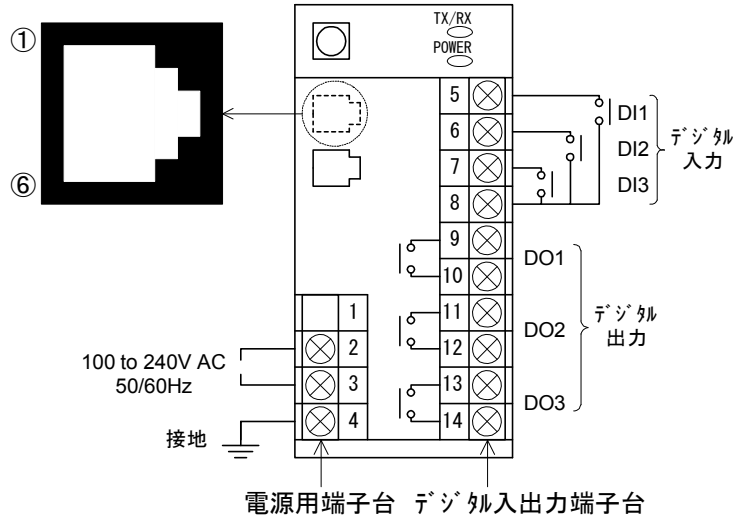 ①
⑥
TX/RX
POWER
5
6
7
8
9
10
11
12
13
14
DI1
DI2
DI3
デジタル
入力
DO1
DO2
DO3
デジタル
出力
1
2
3
4
100 to 240V AC
50/60Hz
接地
電源用端子台 デジタル入出力端子台